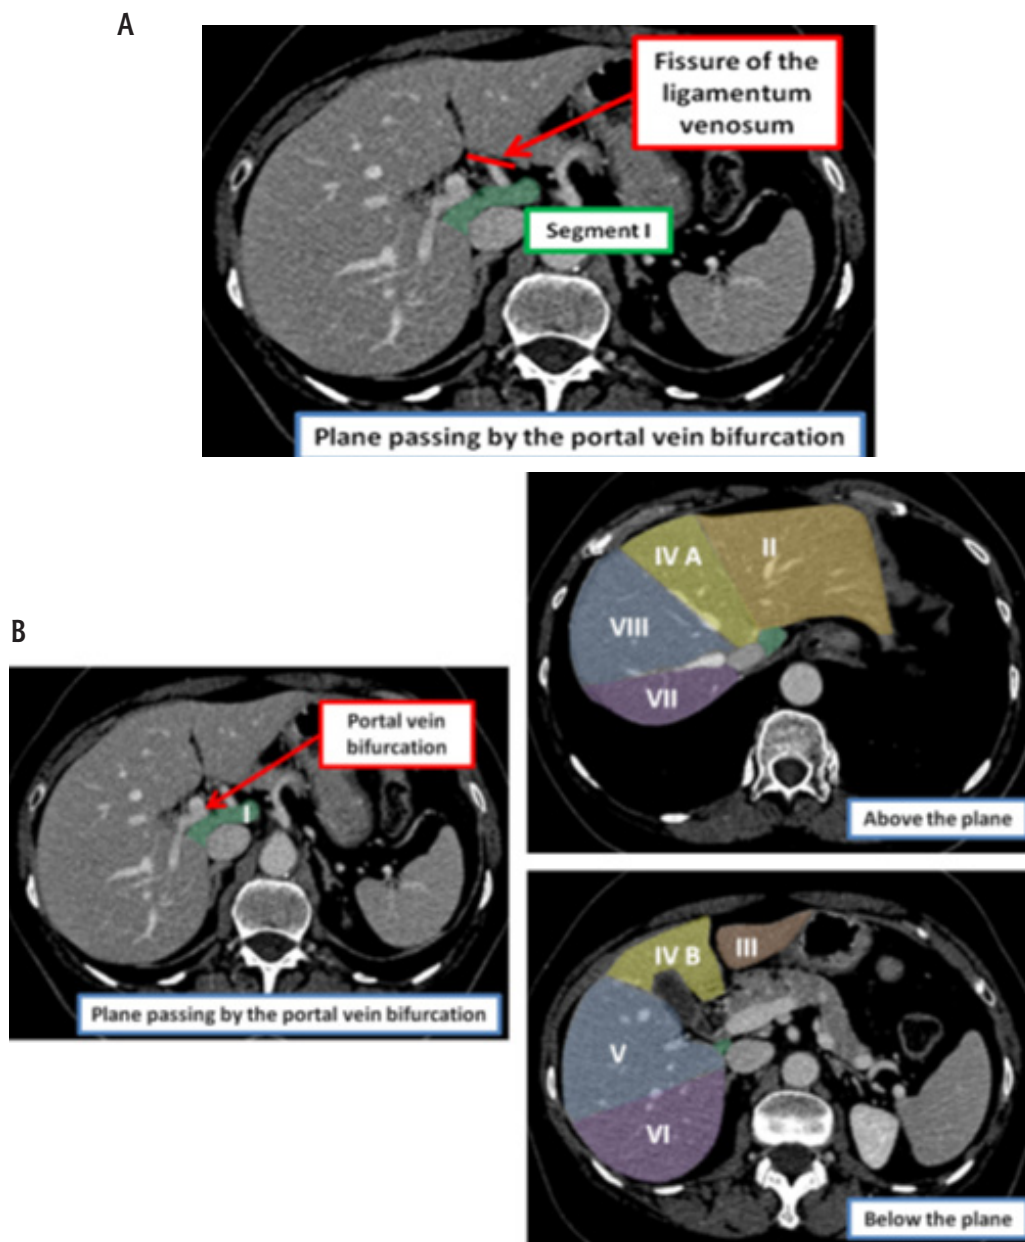 A
Fissure of the
ligamentum
venosum
Segment I
Plane passing by the portal vein bifurcation
B
Portal vein
bifurcation
I
Plane passing by the portal vein bifurcation
IV A
II
VIII
VII
Above the plane
IV B
III
V
VI
Below the plane